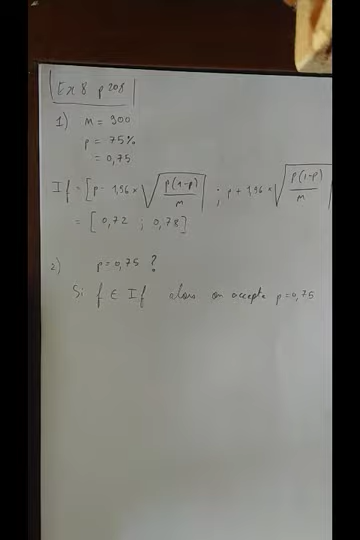 Ex 8 p 208
1) m = 900
p = 75%
= 0,75
If = [p - 1,96 × √(p(1-p)/m) ; p + 1,96 × √(p(1-p)/m)
= [0,72 ; 0,78]
2) p = 0,75 ?
Si f ∈ If alors on accepte p = 0,75